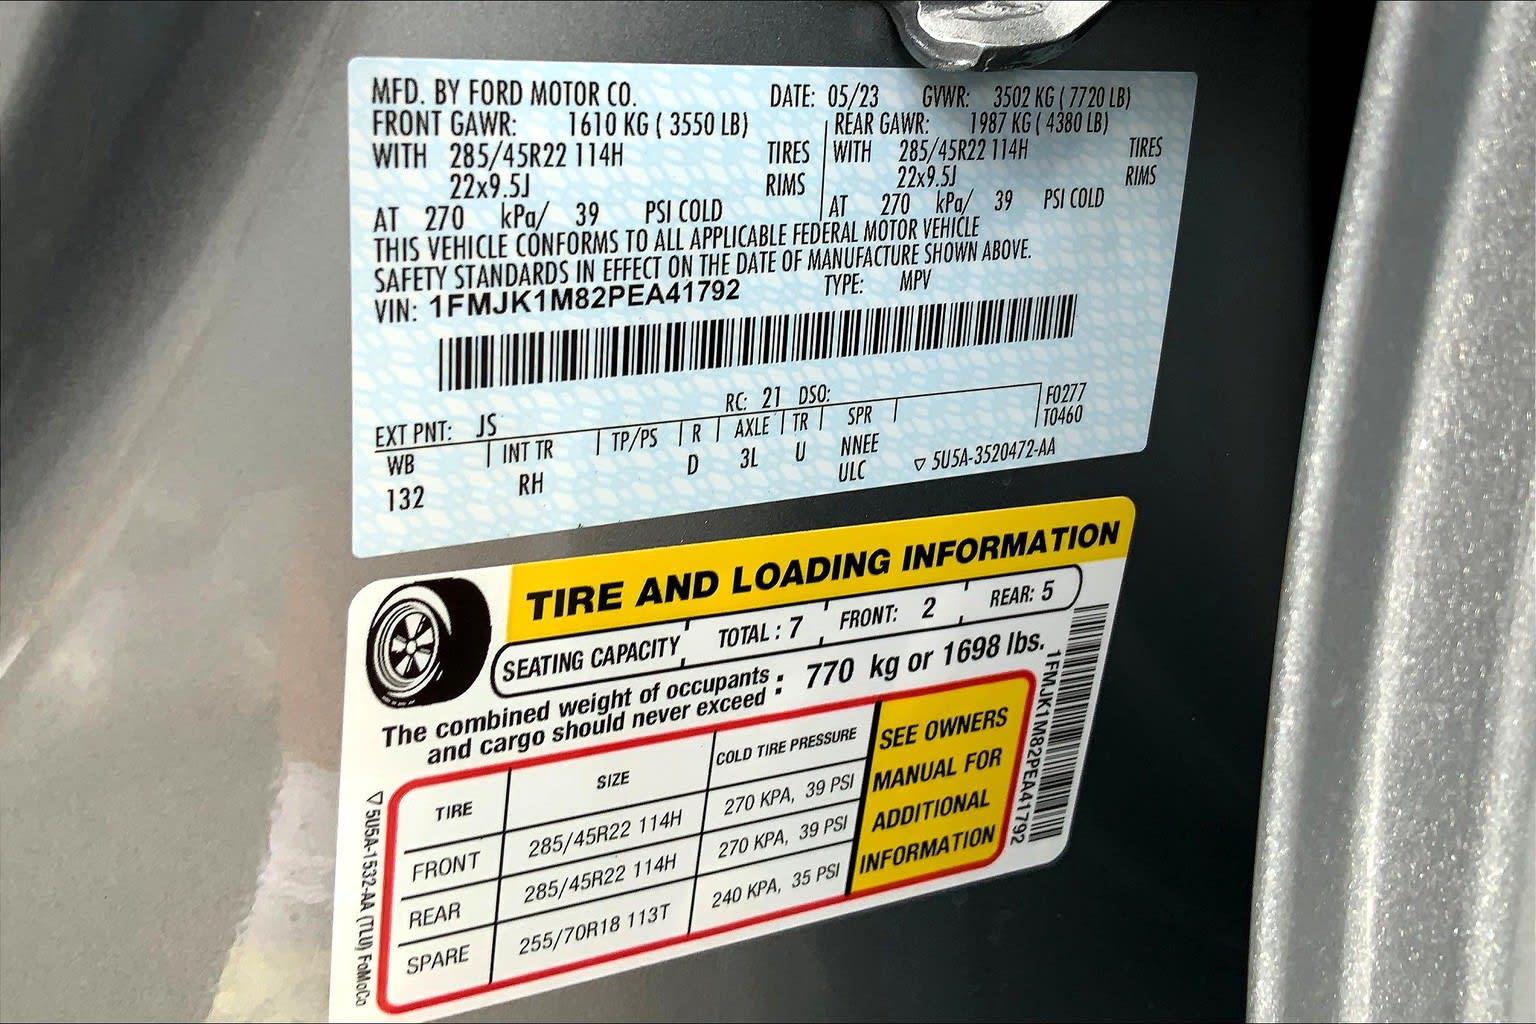 MFD. BY FORD MOTOR CO. DATE: 05/23 GVWR: 3502 KG ( 7720 LB)
FRONT GAWR: 1610 KG ( 3550 LB) REAR GAWR: 1987 KG ( 4380 LB)
WITH 285/45R22 114H TIRES WITH 285/45R22 114H TIRES
22x9.5J RIMS 22x9.5J RIMS
AT 270 kPa/ 39 PSI COLD AT 270 kPa/ 39 PSI COLD
THIS VEHICLE CONFORMS TO ALL APPLICABLE FEDERAL MOTOR VEHICLE
SAFETY STANDARDS IN EFFECT ON THE DATE OF MANUFACTURE SHOWN ABOVE.
VIN: 1FMJK1M82PEA41792 TYPE: MPV
EXT PNT: JS RC: 21 DSO: F0277
WB INT TR TP/PS R AXLE TR SPR T0460
132 RH D 3L U NNEE
ULC ▽ 5U5A-3520472-AA
TIRE AND LOADING INFORMATION
SEATING CAPACITY TOTAL : 7 FRONT: 2 REAR: 5
The combined weight of occupants
and cargo should never exceed : 770 kg or 1698 lbs.
TIRE SIZE COLD TIRE PRESSURE
FRONT 285/45R22 114H 270 KPA, 39 PSI
REAR 285/45R22 114H 270 KPA, 39 PSI
SPARE 255/70R18 113T 240 KPA, 35 PSI
SEE OWNERS
MANUAL FOR
ADDITIONAL
INFORMATION
1FMJK1M82PEA41792
▽ 5U5A-1532-AA (TLU) FoMoCo